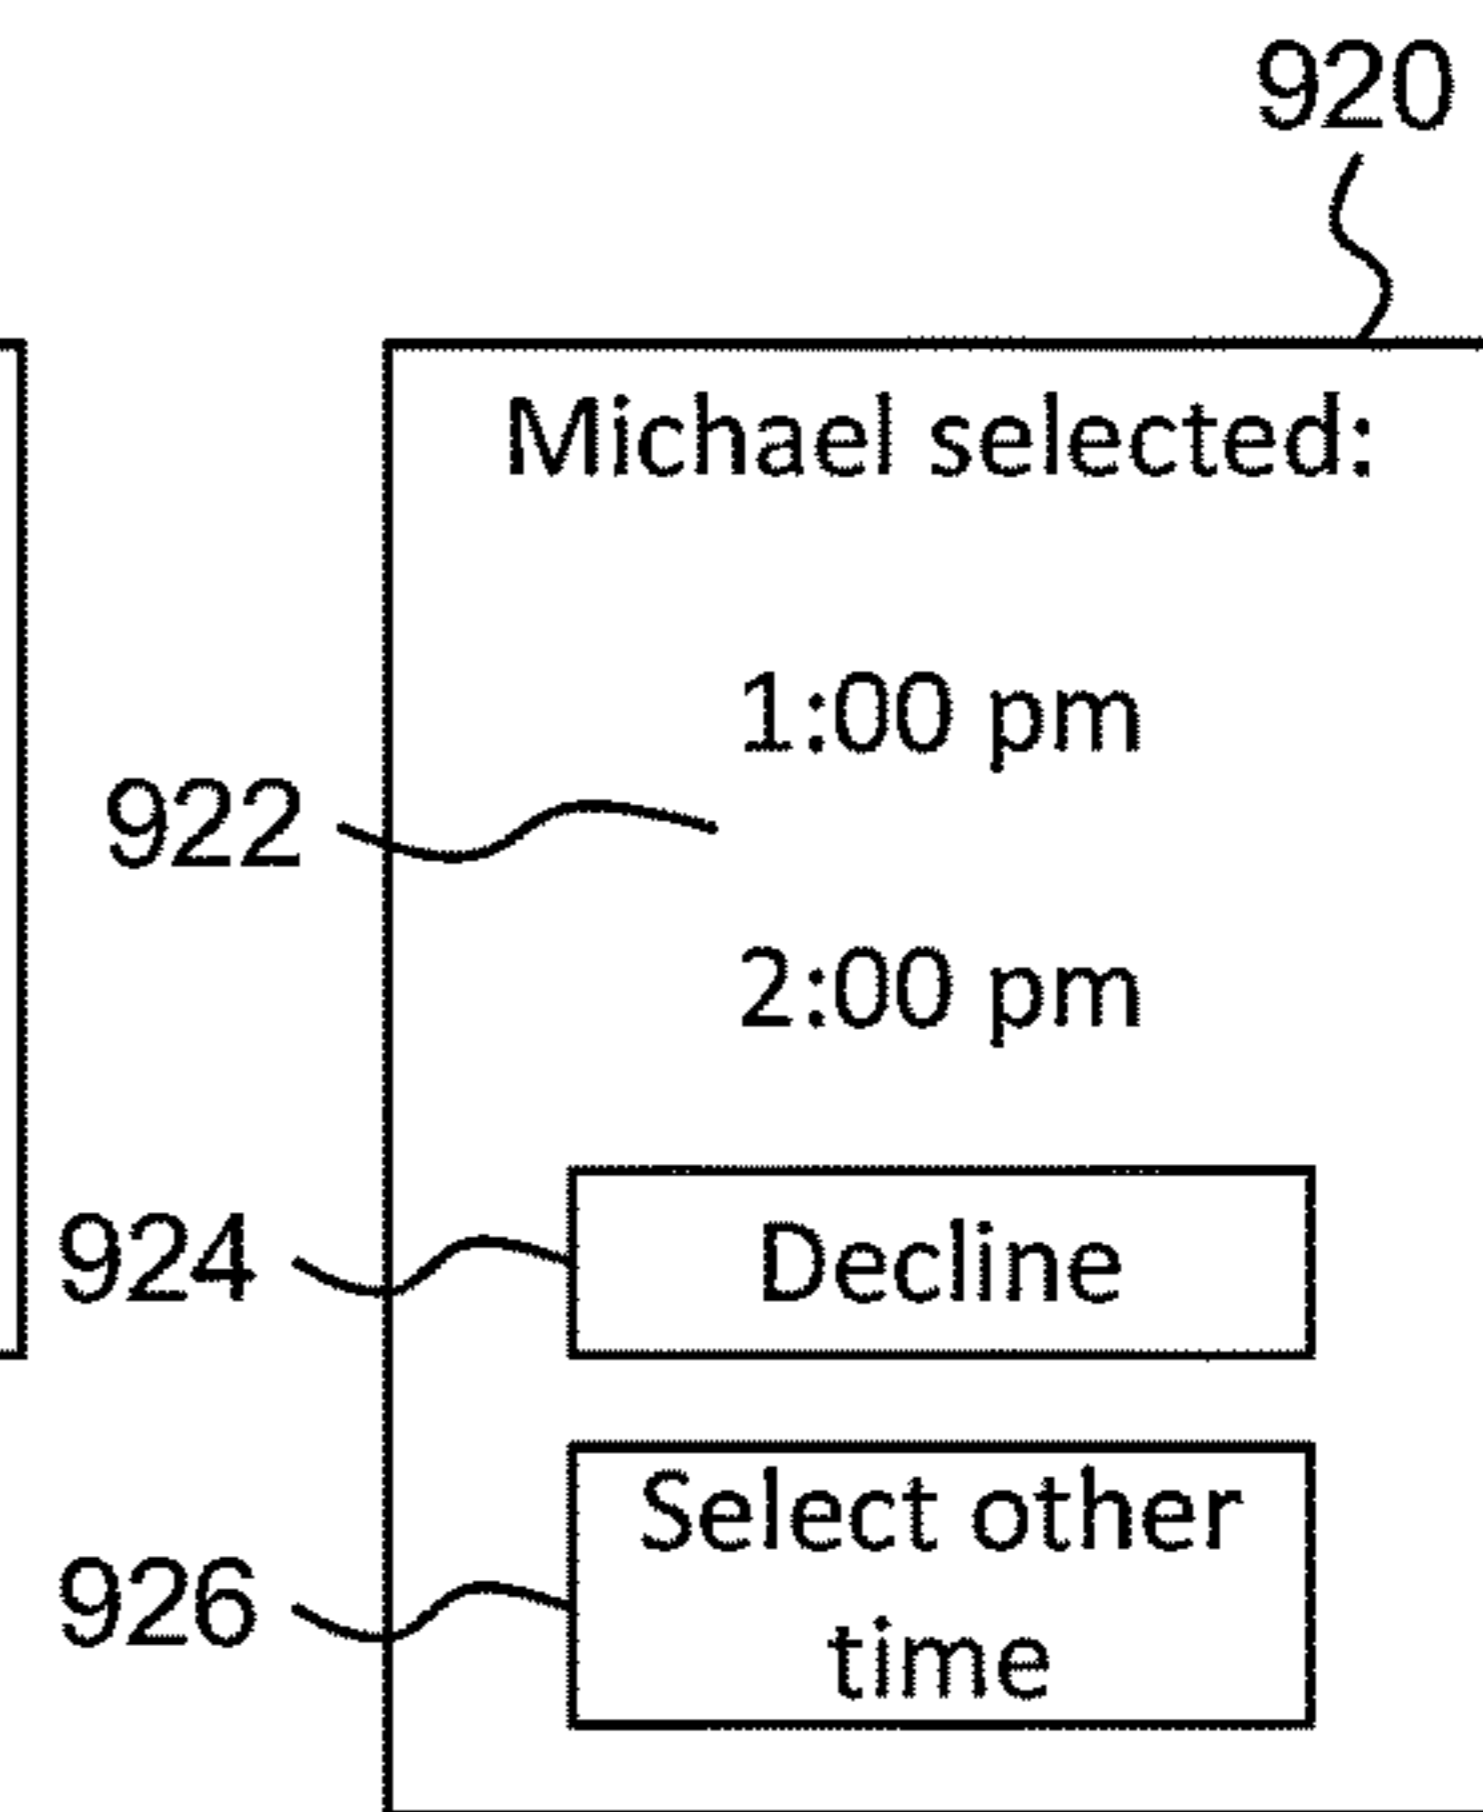 920
Michael selected:
1:00 pm
922
2:00 pm
924
Decline
926
Select other
time